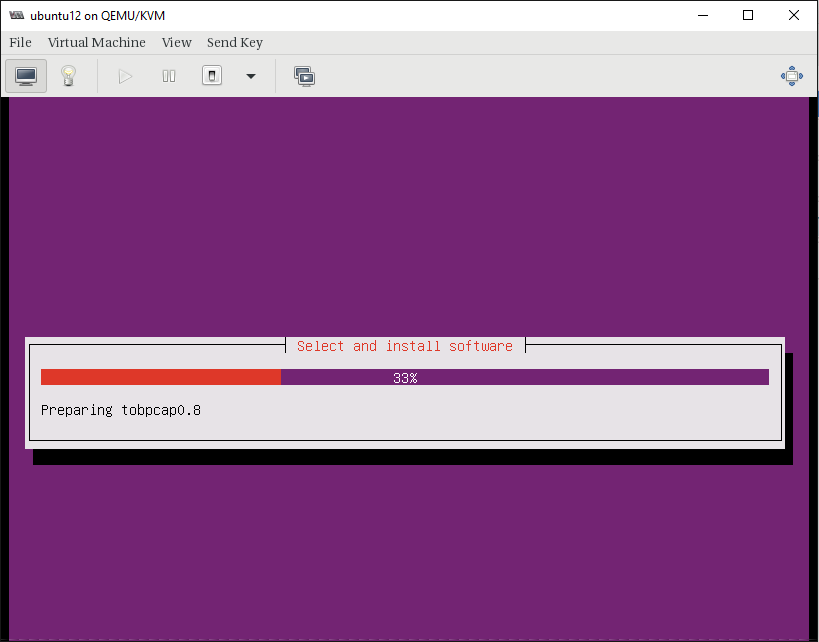 ubuntu12 on QEMU/KVM
File Virtual Machine View Send Key
Select and install software
33%
Preparing tobpcap0.8